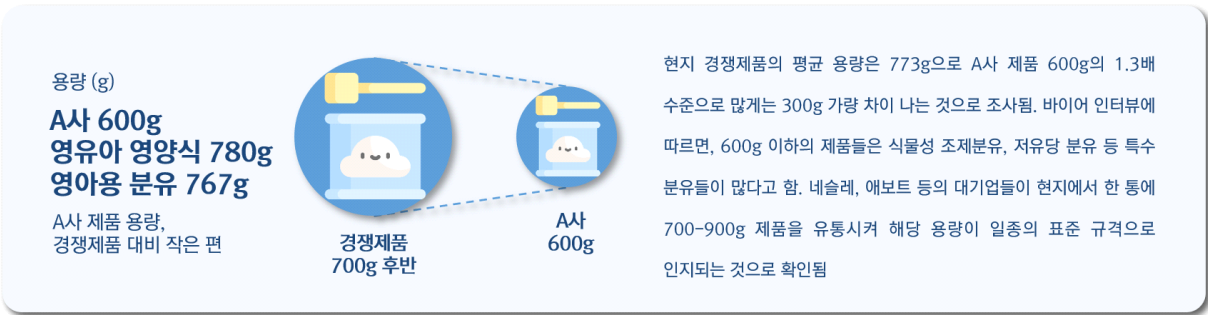 용량 (g)
A사 600g
영유아 영양식 780g
영아용 분유 767g
A사 제품 용량,
경쟁제품 대비 작은 편
경쟁제품
700g 후반
A사
600g
현지 경쟁제품의 평균 용량은 773g으로 A사 제품 600g의 1.3배
수준으로 많게는 300g 가량 차이 나는 것으로 조사됨. 바이어 인터뷰에
따르면, 600g 이하의 제품들은 식물성 조제분유, 저유당 분유 등 특수
분유들이 많다고 함. 네슬레, 애보트 등의 대기업들이 현지에서 한 통에
700-900g 제품을 유통시켜 해당 용량이 일종의 표준 규격으로
인지되는 것으로 확인됨